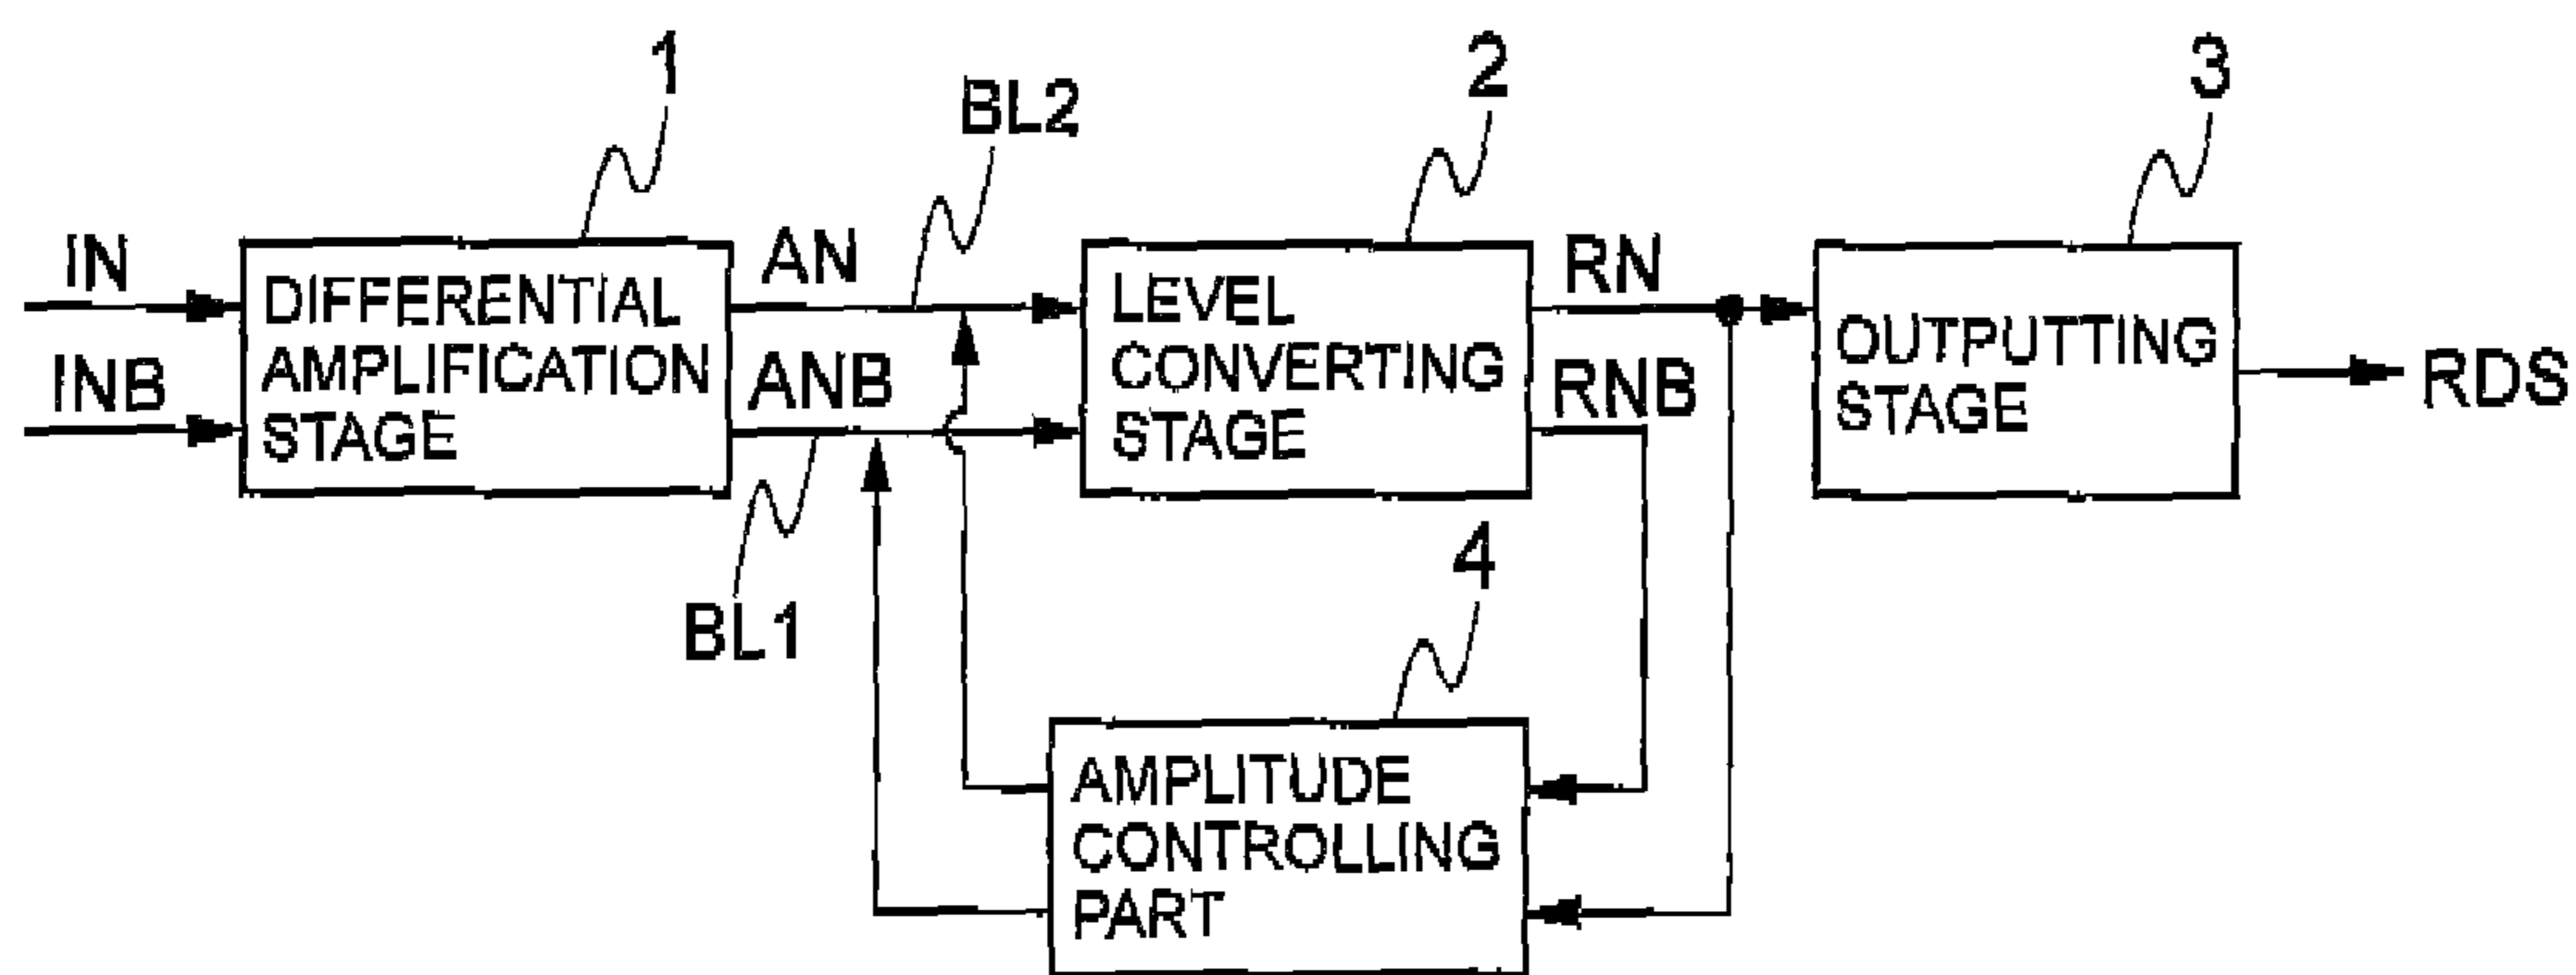 1
2
3
BL2
IN
AN
RN
DIFFERENTIAL
AMPLIFICATION
STAGE
LEVEL
CONVERTING
STAGE
OUTPUTTING
STAGE
INB
ANB
RNB
RDS
BL1
4
AMPLITUDE
CONTROLLING
PART